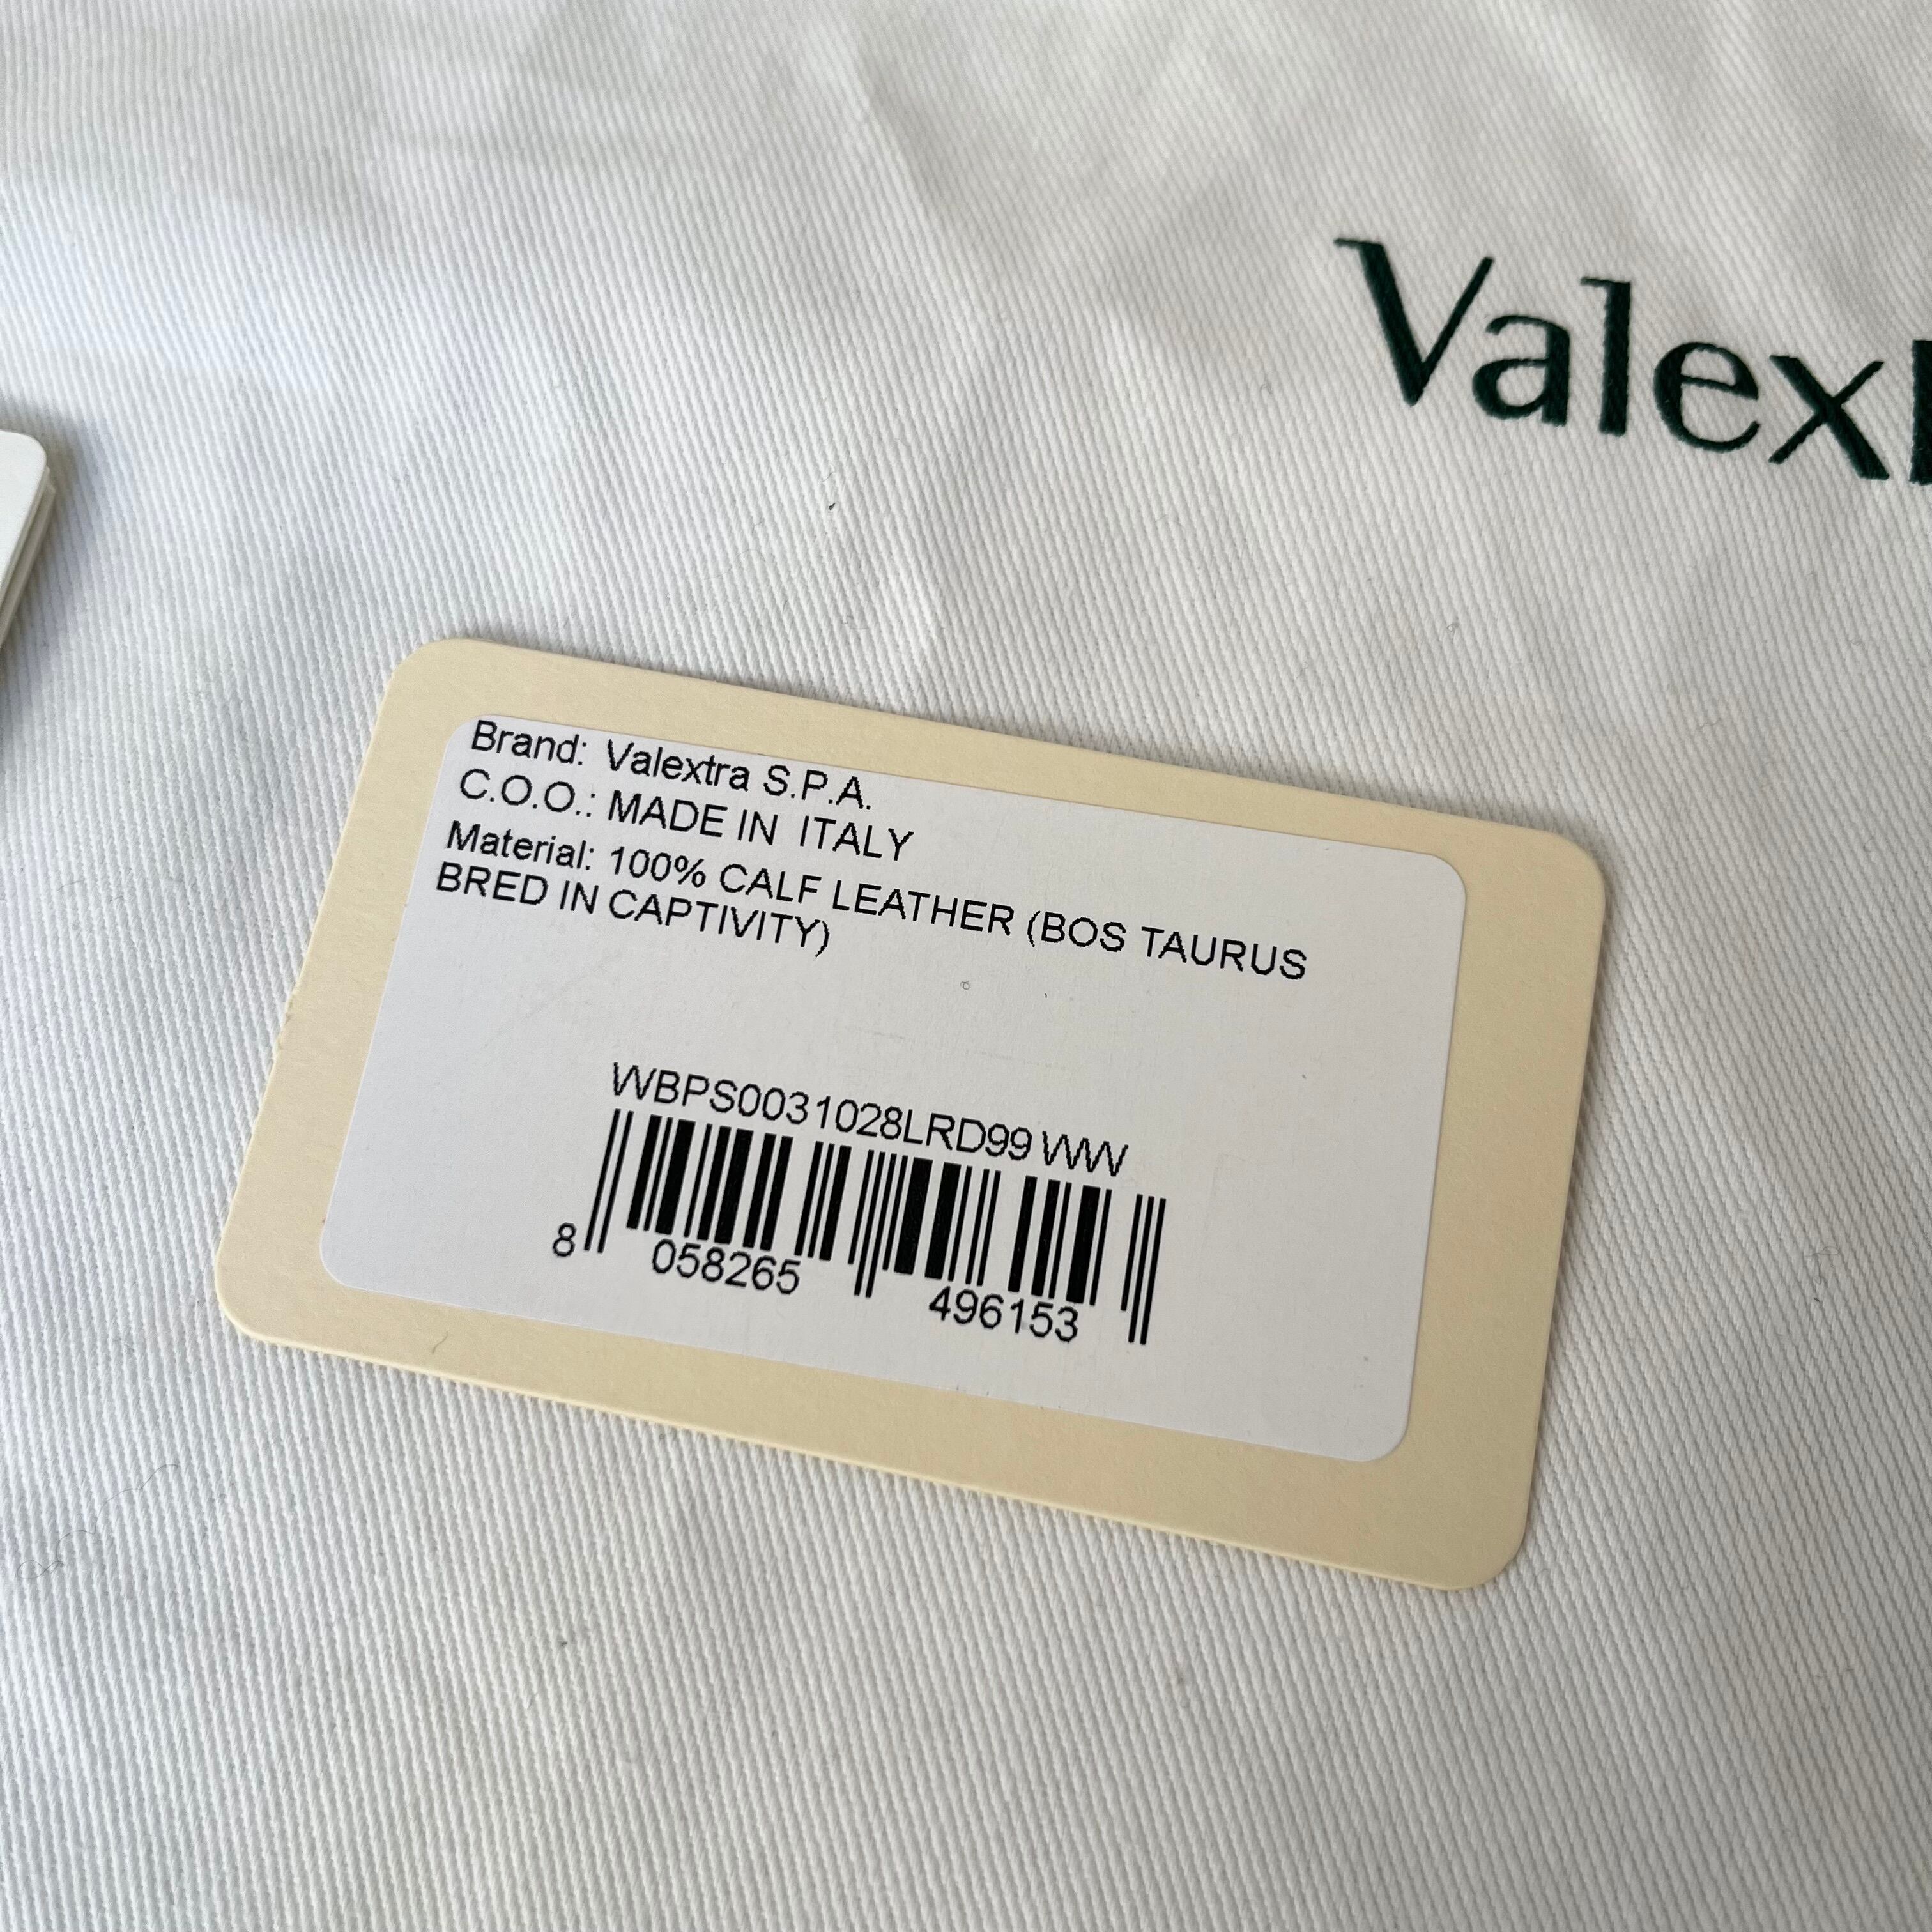 Valext
Brand: Valextra S.P.A.
C.O.O.: MADE IN ITALY
Material: 100% CALF LEATHER (BOS TAURUS
BRED IN CAPTIVITY)
WBPS0031028LRD99 WW
8 058265 496153